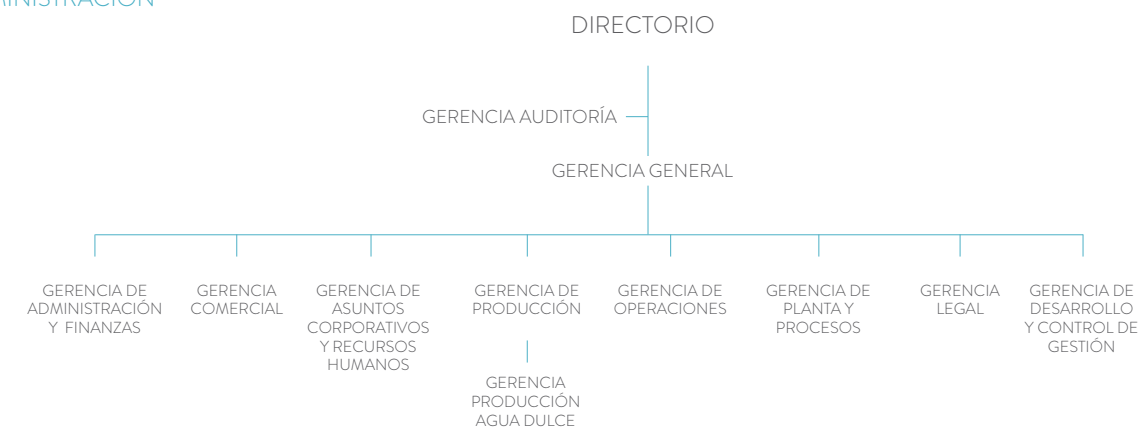 DIRECTORIO
GERENCIA AUDITORÍA
GERENCIA GENERAL
GERENCIA DE
ADMINISTRACIÓN
Y FINANZAS
GERENCIA
COMERCIAL
GERENCIA DE
ASUNTOS
CORPORATIVOS
Y RECURSOS
HUMANOS
GERENCIA DE
PRODUCCIÓN
GERENCIA
PRODUCCIÓN
AGUA DULCE
GERENCIA DE
OPERACIONES
GERENCIA DE
PLANTA Y
PROCESOS
GERENCIA
LEGAL
GERENCIA DE
DESARROLLO
Y CONTROL DE
GESTIÓN